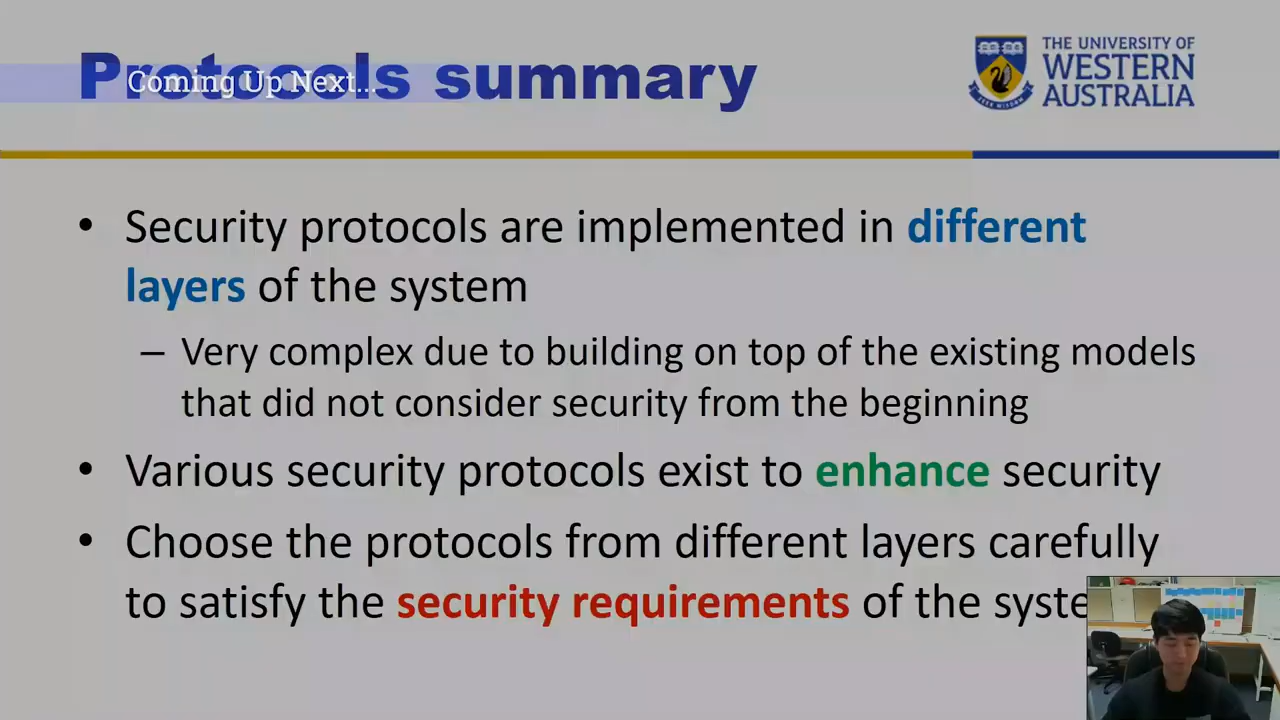 Protocols summary
Coming Up Next...
THE UNIVERSITY OF
WESTERN
AUSTRALIA
• Security protocols are implemented in different
layers of the system
– Very complex due to building on top of the existing models
that did not consider security from the beginning
• Various security protocols exist to enhance security
• Choose the protocols from different layers carefully
to satisfy the security requirements of the syste